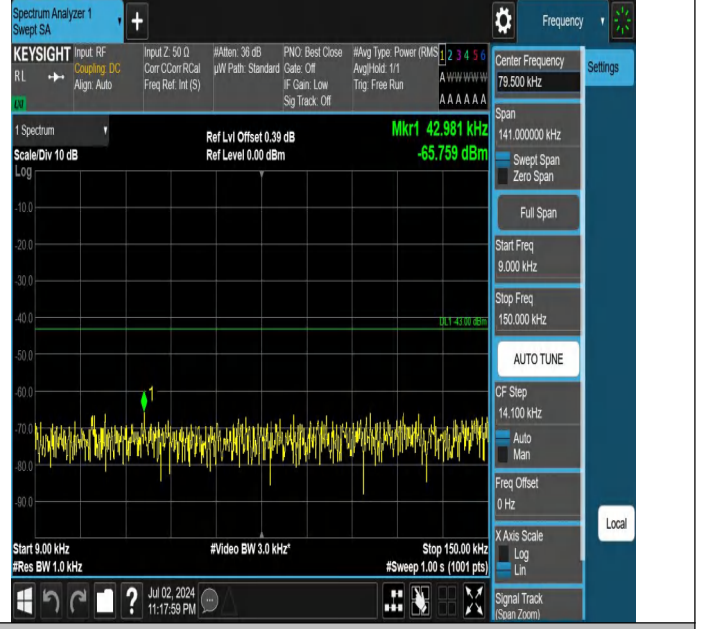 Spectrum Analyzer 1
Swept SA
Frequency
KEYSIGHT
RL
LXI
Input: RF
Coupling: DC
Align: Auto
Input Z: 50 Ω
Corr CCorr RCal
Freq Ref: Int (S)
#Atten: 36 dB
µW Path: Standard
PNO: Best Close
Gate: Off
IF Gain: Low
Sig Track: Off
#Avg Type: Power (RMS
Avg|Hold: 1/1
Trig: Free Run
1 2 3 4 5 6
A W W W W W
A A A A A A
1 Spectrum
Scale/Div 10 dB
Log
Ref Lvl Offset 0.39 dB
Ref Level 0.00 dBm
Mkr1 42.981 kHz
-65.759 dBm
-10.0
-20.0
-30.0
-40.0
-50.0
-60.0
-70.0
-80.0
-90.0
DL1 -43.00 dBm
1
Start 9.00 kHz
#Res BW 1.0 kHz
#Video BW 3.0 kHz*
Stop 150.00 kHz
#Sweep 1.00 s (1001 pts)
Jul 02, 2024
11:17:59 PM
Center Frequency
79.500 kHz
Span
141.000000 kHz
Swept Span
Zero Span
Full Span
Start Freq
9.000 kHz
Stop Freq
150.000 kHz
AUTO TUNE
CF Step
14.100 kHz
Auto
Man
Freq Offset
0 Hz
X Axis Scale
Log
Lin
Signal Track
(Span Zoom)
Settings
Local